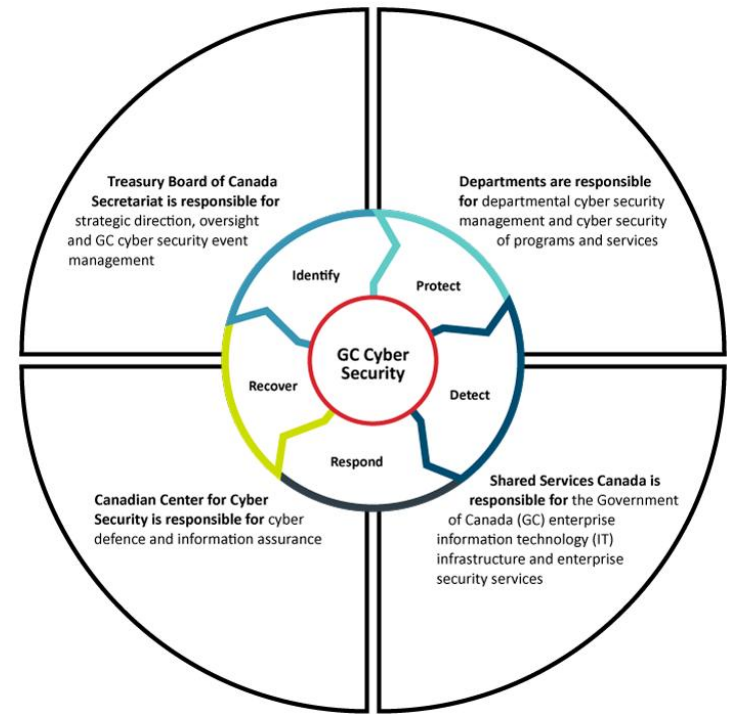 Treasury Board of Canada
Secretariat is responsible for
strategic direction, oversight
and GC cyber security event
management
Departments are responsible
for departmental cyber security
management and cyber security
of programs and services
Identify
Protect
GC Cyber
Security
Recover
Detect
Respond
Canadian Center for Cyber
Security is responsible for cyber
defence and information assurance
Shared Services Canada is
responsible for the Government
of Canada (GC) enterprise
information technology (IT)
infrastructure and enterprise
security services